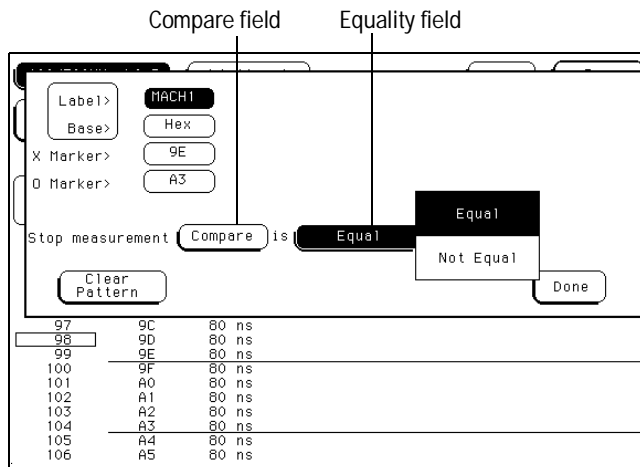 Compare field Equality field
Label> MACH1
Base> Hex
X Marker> 9E
O Marker> A3
Equal
Stop measurement Compare is Equal
Not Equal
Clear
Pattern
Done
97 9C 80 ns
98 9D 80 ns
99 9E 80 ns
100 9F 80 ns
101 A0 80 ns
102 A1 80 ns
103 A2 80 ns
104 A3 80 ns
105 A4 80 ns
106 A5 80 ns